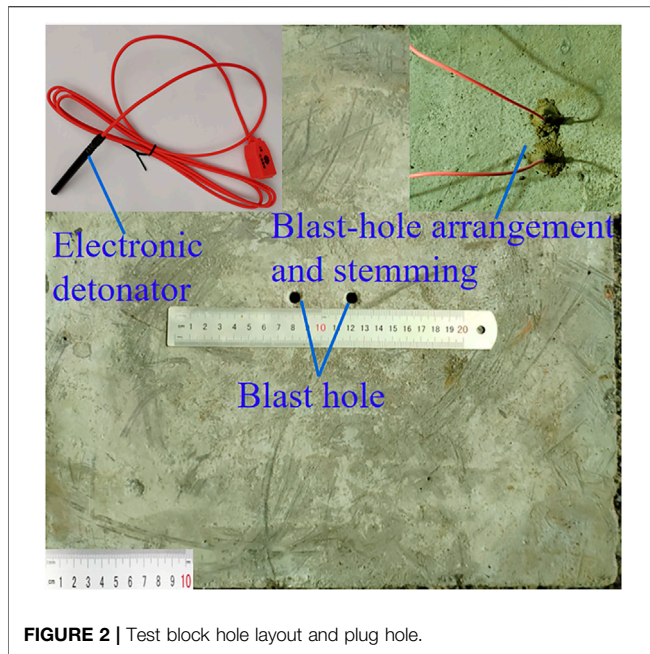 Electronic
detonator
Blast-hole arrangement
and stemming
cm 1 2 3 4 5 6 7 8 9 10 11 12 13 14 15 16 17 18 19 20
Blast hole
cm 1 2 3 4 5 6 7 8 9 10
FIGURE 2 | Test block hole layout and plug hole.